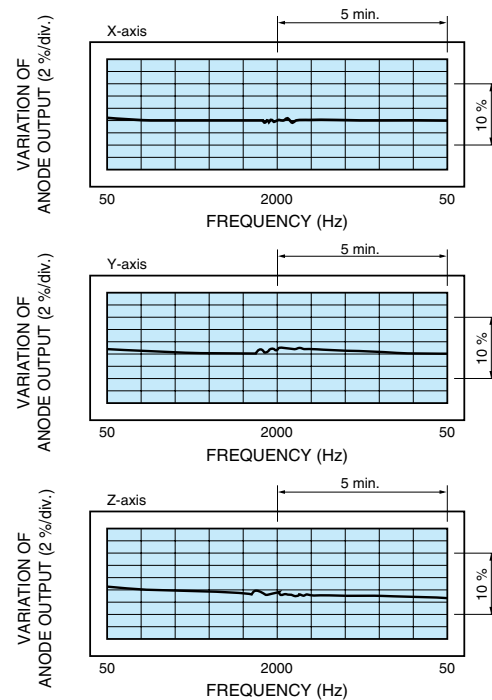 5 min.
X-axis
VARIATION OF
ANODE OUTPUT (2 %/div.)
10 %
50 2000 50
FREQUENCY (Hz)
5 min.
Y-axis
VARIATION OF
ANODE OUTPUT (2 %/div.)
10 %
50 2000 50
FREQUENCY (Hz)
5 min.
Z-axis
VARIATION OF
ANODE OUTPUT (2 %/div.)
10 %
50 2000 50
FREQUENCY (Hz)